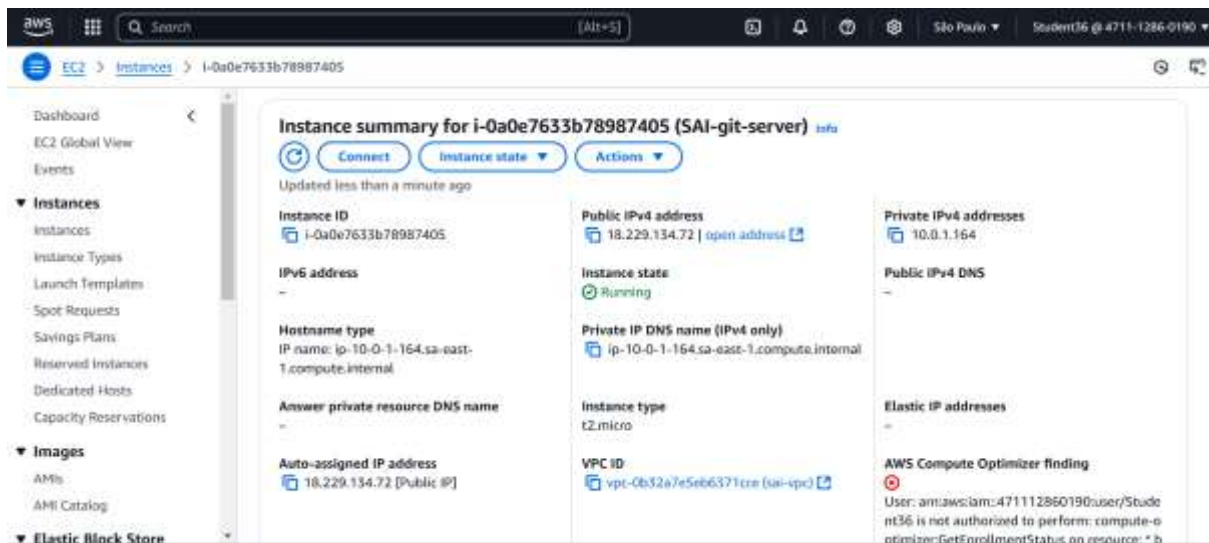 aws
Search
[Alt+S]
São Paulo ▼
Student36 @ 4711-1286-0190 ▼
EC2 > Instances > i-0a0e7633b78987405
Dashboard
EC2 Global View
Events
▼ Instances
Instances
Instance Types
Launch Templates
Spot Requests
Savings Plans
Reserved Instances
Dedicated Hosts
Capacity Reservations
▼ Images
AMIs
AMI Catalog
▼ Elastic Block Store
Instance summary for i-0a0e7633b78987405 (SAI-git-server) Info
Connect
Instance state ▼
Actions ▼
Updated less than a minute ago
Instance ID
i-0a0e7633b78987405
Public IPv4 address
18.229.134.72 | open address
Private IPv4 addresses
10.0.1.164
IPv6 address
–
Instance state
Running
Public IPv4 DNS
–
Hostname type
IP name: ip-10-0-1-164.sa-east-
1.compute.internal
Private IP DNS name (IPv4 only)
ip-10-0-1-164.sa-east-1.compute.internal
Answer private resource DNS name
–
Instance type
t2.micro
Elastic IP addresses
–
Auto-assigned IP address
18.229.134.72 [Public IP]
VPC ID
vpc-0b32a7e5eb6371cce (sai-vpc)
AWS Compute Optimizer finding
User: arn:aws:iam::471112860190:user/Stude
nt36 is not authorized to perform: compute-o
ptimizer:GetEnrollmentStatus on resource: * b